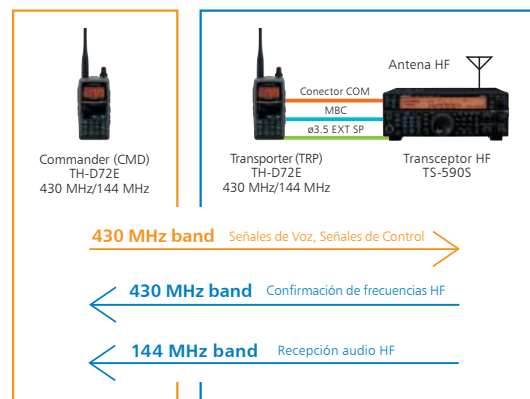 Antena HF
Conector COM
MBC
ø3.5 EXT SP
Commander (CMD)
TH-D72E
430 MHz/144 MHz
Transporter (TRP)
TH-D72E
430 MHz/144 MHz
Transceptor HF
TS-590S
430 MHz band Señales de Voz, Señales de Control
430 MHz band Confirmación de frecuencias HF
144 MHz band Recepción audio HF